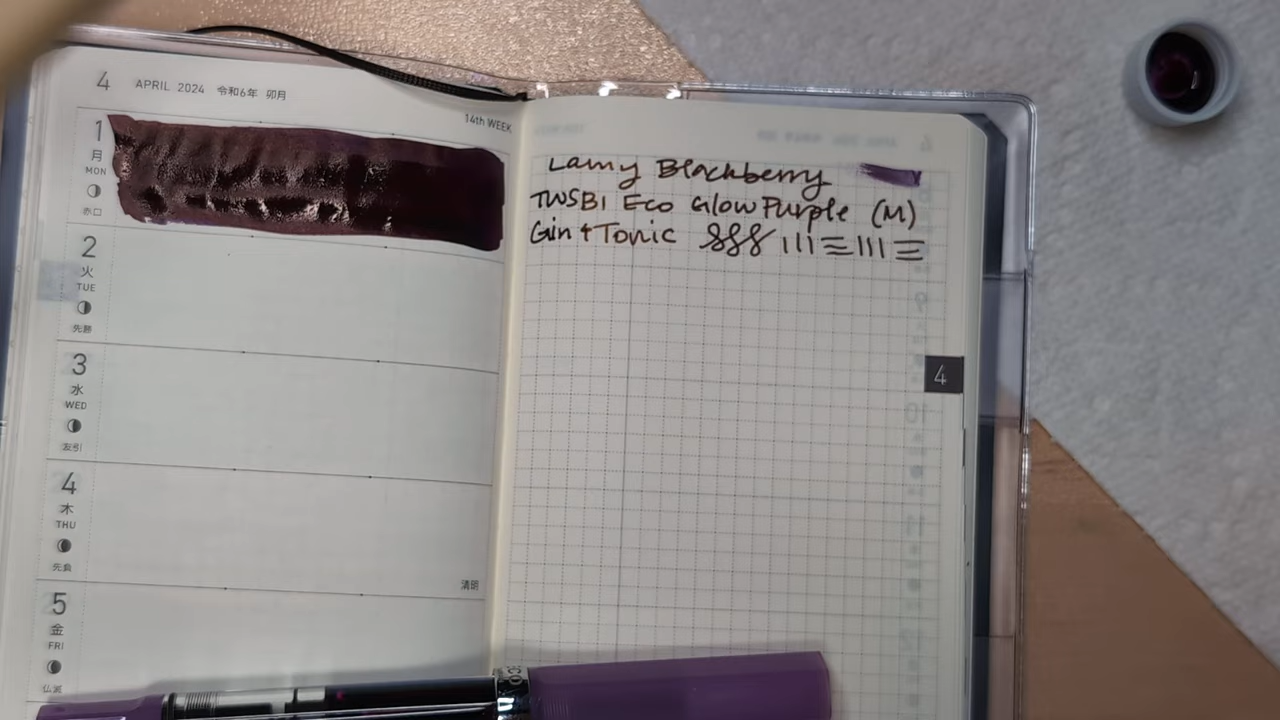 4 APRIL 2024 令和6年 卯月
14th WEEK
1
月
MON
赤口
2
火
TUE
先勝
3
水
WED
友引
4
木
THU
先負
清明
5
金
FRI
仏滅
Lamy Blackberry
TWSBI Eco Glow Purple (M)
Gin + Tonic
4
ECO